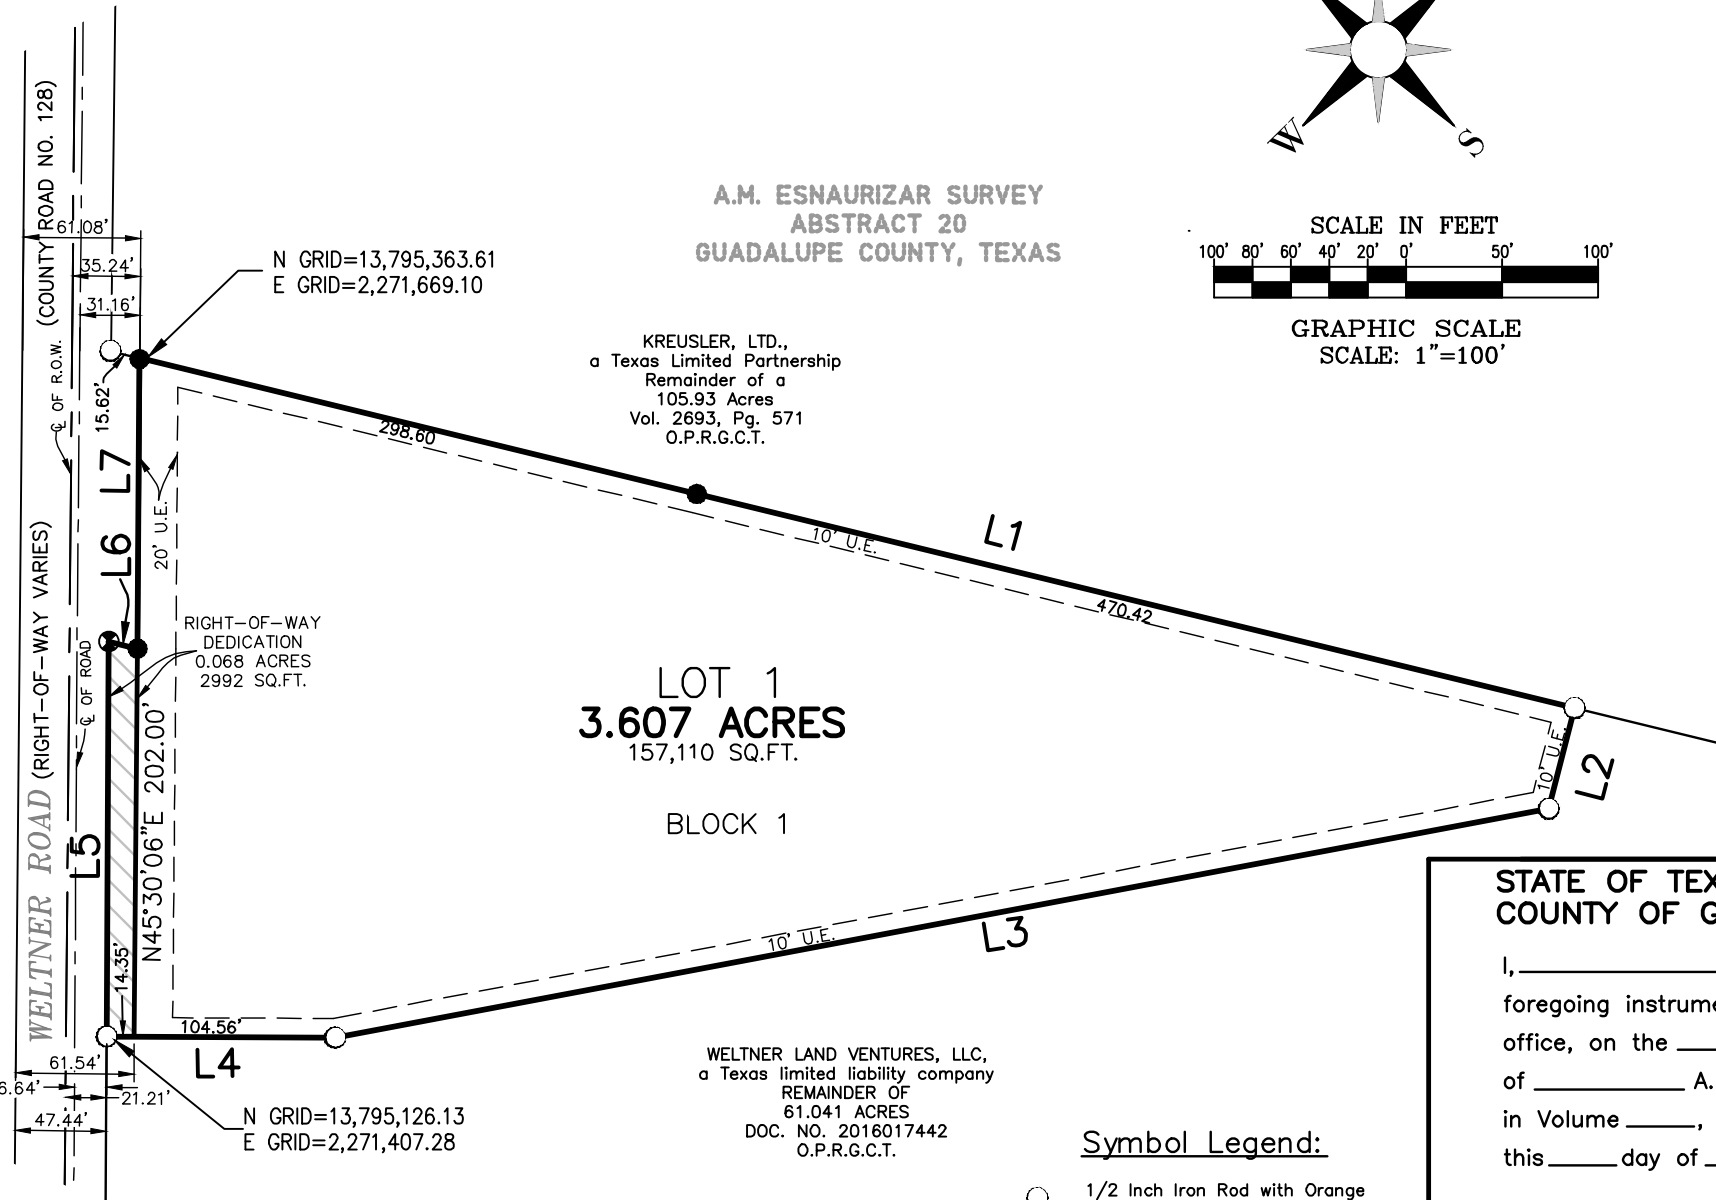 W
S
A.M. ESNAURIZAR SURVEY
ABSTRACT 20
GUADALUPE COUNTY, TEXAS
SCALE IN FEET
100' 80' 60' 40' 20' 0' 50' 100'
GRAPHIC SCALE
SCALE: 1"=100'
(COUNTY ROAD NO. 128)
61.08'
35.24'
31.16'
15.62'
℄ OF R.O.W.
N GRID=13,795,363.61
E GRID=2,271,669.10
KREUSLER, LTD.,
a Texas Limited Partnership
Remainder of a
105.93 Acres
Vol. 2693, Pg. 571
O.P.R.G.C.T.
298.60
L7
20' U.E.
10' U.E.
L1
470.42
L6
RIGHT-OF-WAY
DEDICATION
0.068 ACRES
2992 SQ.FT.
℄ OF ROAD
WELTNER ROAD (RIGHT-OF-WAY VARIES)
LOT 1
3.607 ACRES
157,110 SQ.FT.
BLOCK 1
10' U.E.
L2
L5
N45°30'06"E 202.00'
14.35'
10' U.E.
L3
104.56'
L4
61.54'
6.64'
21.21'
47.44'
N GRID=13,795,126.13
E GRID=2,271,407.28
WELTNER LAND VENTURES, LLC,
a Texas limited liability company
REMAINDER OF
61.041 ACRES
DOC. NO. 2016017442
O.P.R.G.C.T.
STATE OF TEX
COUNTY OF G
I,
foregoing instrume
office, on the
of A.
in Volume ,
this day of
Symbol Legend:
1/2 Inch Iron Rod with Orange